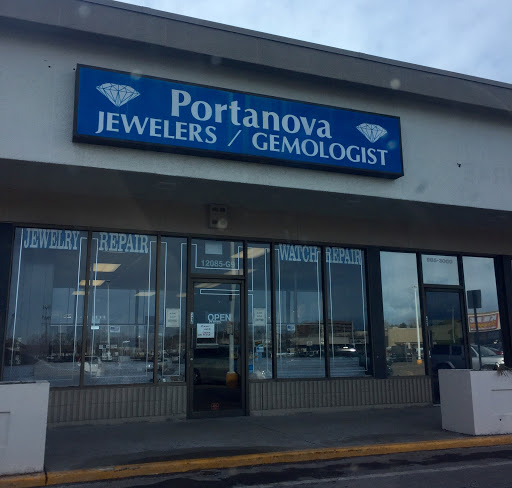 Portanova
JEWELERS / GEMOLOGIST
JEWELRY REPAIR
WATCH REPAIR
OPEN